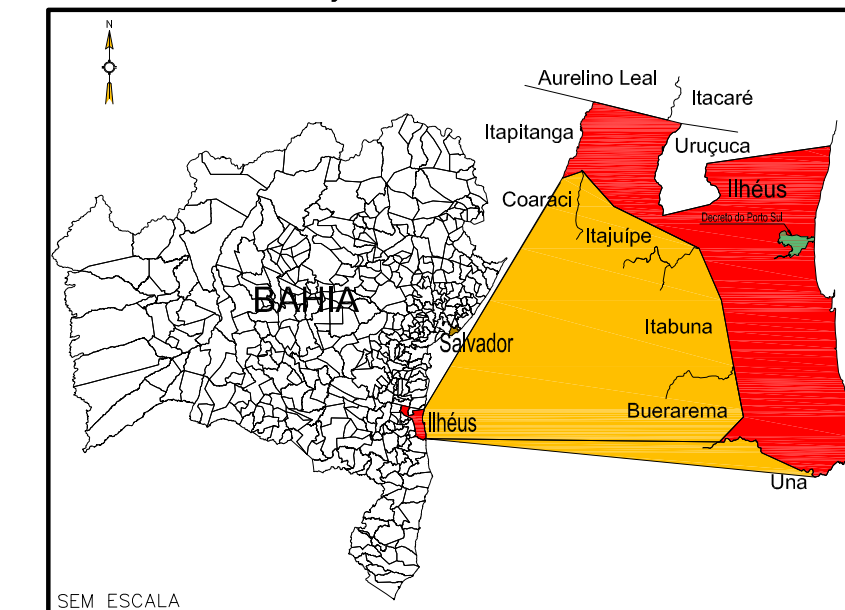 N
Aurelino Leal
Itacaré
Itapitanga
Uruçuca
Ilhéus
Coaraci
Decreto do Porto Sul
Itajuípe
BAHIA
Itabuna
Salvador
Buerarema
Ilhéus
Una
SEM ESCALA